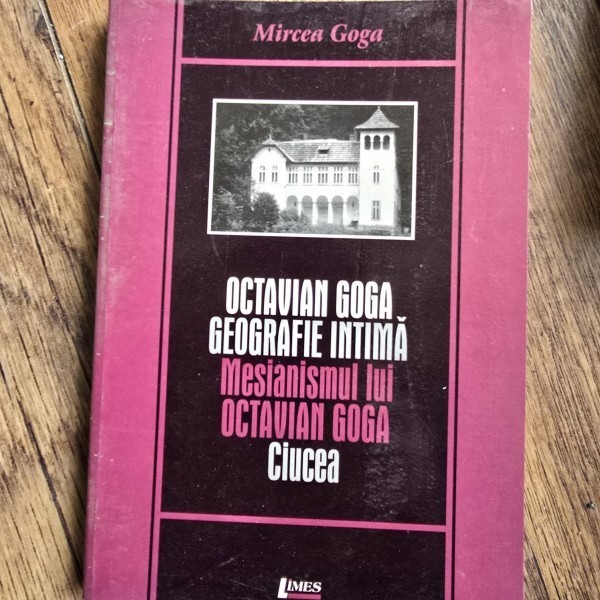 Mircea Goga
OCTAVIAN GOGA
GEOGRAFIE INTIMĂ
Mesianismul lui
OCTAVIAN GOGA
Ciucea
LIMES